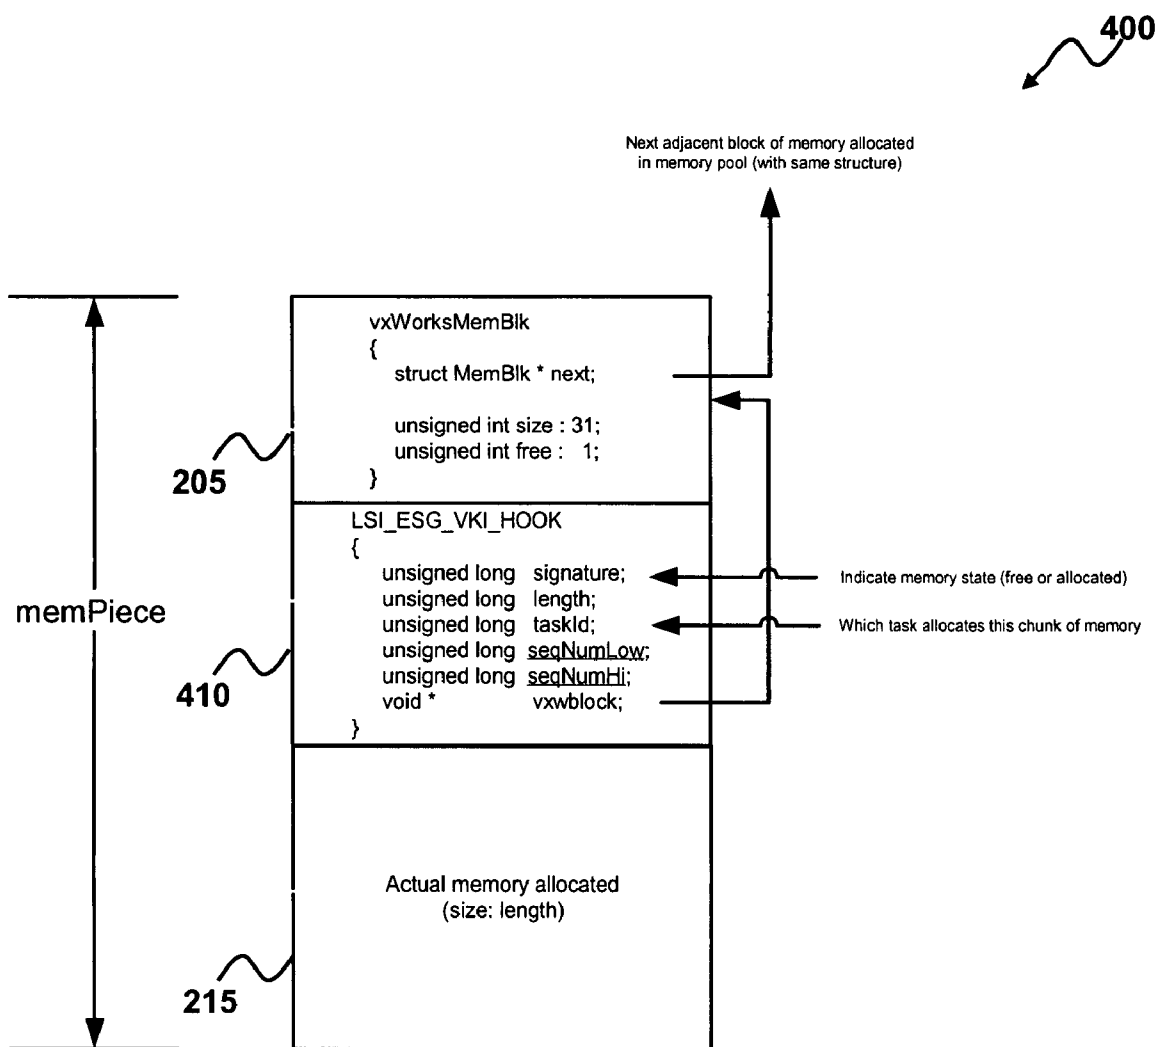 400
Next adjacent block of memory allocated
in memory pool (with same structure)
vxWorksMemBlk
{
struct MemBlk * next;
unsigned int size : 31;
unsigned int free : 1;
}
205
LSI_ESG_VKI_HOOK
{
unsigned long signature;
Indicate memory state (free or allocated)
unsigned long length;
memPiece
unsigned long taskId;
Which task allocates this chunk of memory
unsigned long seqNumLow;
unsigned long seqNumHi;
410
void * vxwblock;
}
Actual memory allocated
(size: length)
215